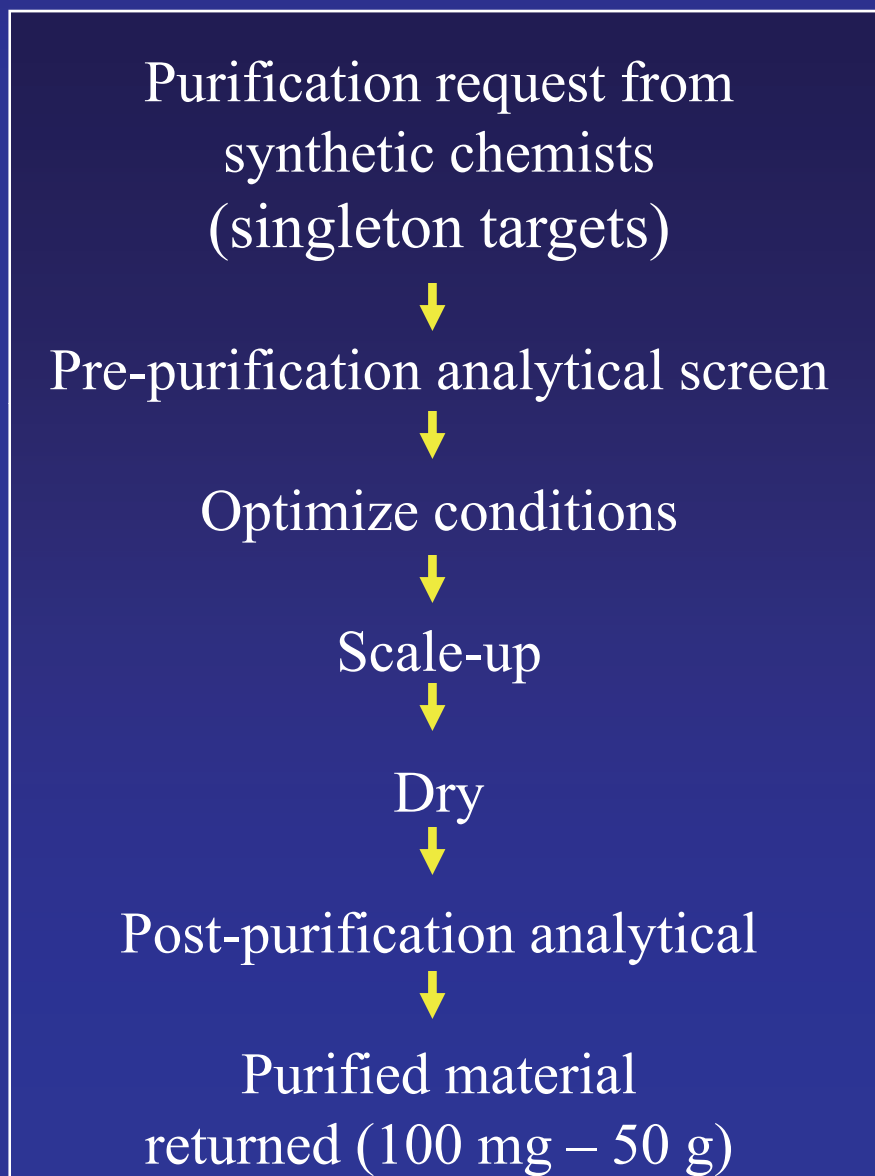 Purification request from
synthetic chemists
(singleton targets)
Pre-purification analytical screen
Optimize conditions
Scale-up
Dry
Post-purification analytical
Purified material
returned (100 mg – 50 g)